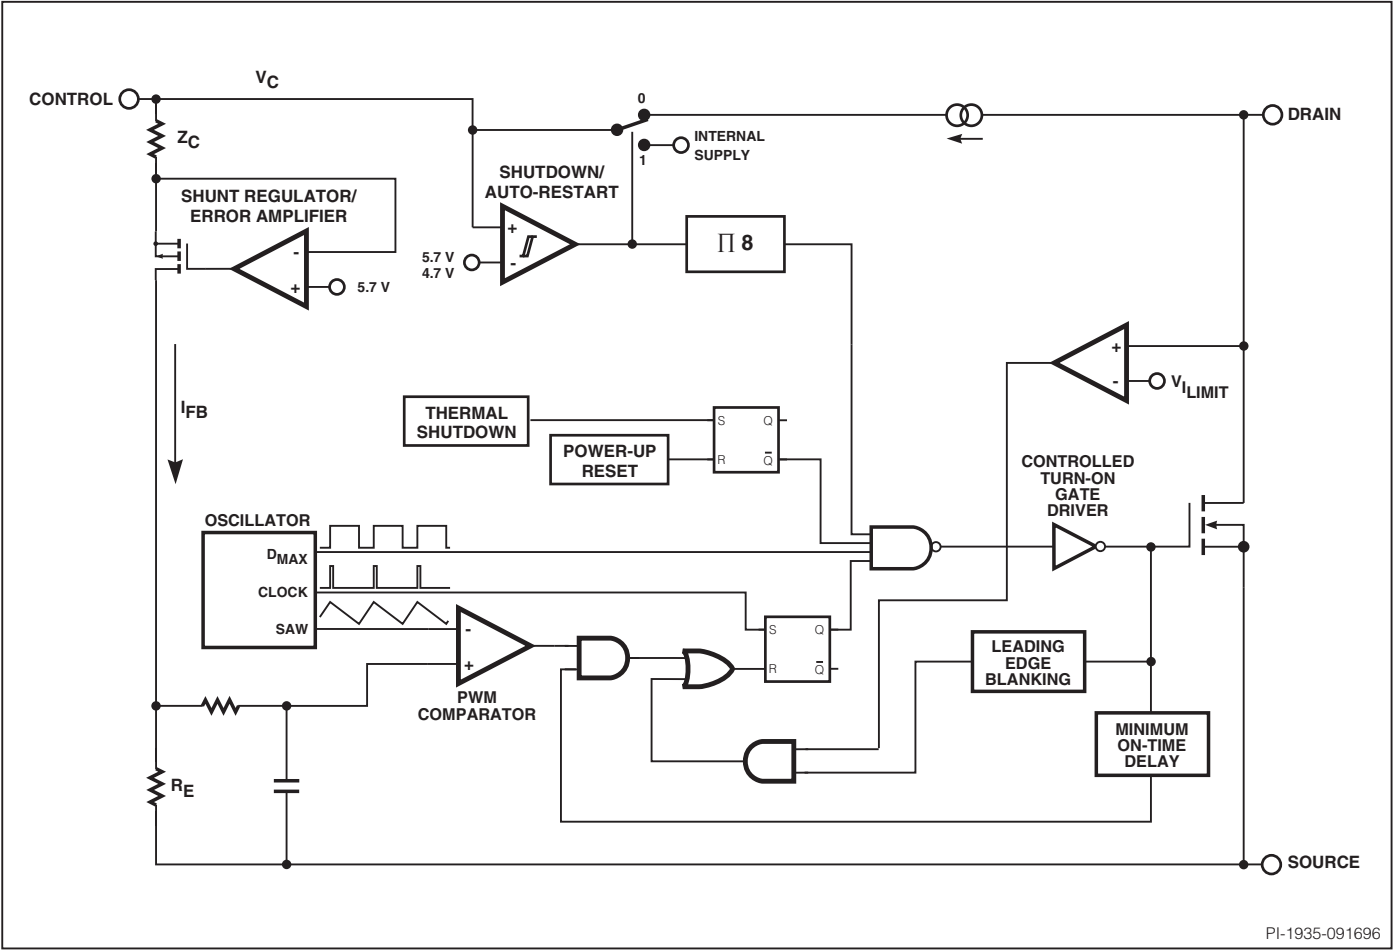 V_C
CONTROL
0
DRAIN
Z_C
INTERNAL
SUPPLY
1
SHUTDOWN/
AUTO-RESTART
SHUNT REGULATOR/
ERROR AMPLIFIER
+
-
∏ 8
5.7 V
4.7 V
-
+
5.7 V
+
-
V_ILIMIT
I_FB
THERMAL
SHUTDOWN
S
Q
POWER-UP
RESET
R
Q̅
CONTROLLED
TURN-ON
GATE
DRIVER
OSCILLATOR
D_MAX
CLOCK
SAW
-
+
PWM
COMPARATOR
S
Q
R
Q̅
LEADING
EDGE
BLANKING
MINIMUM
ON-TIME
DELAY
R_E
SOURCE
PI-1935-091696